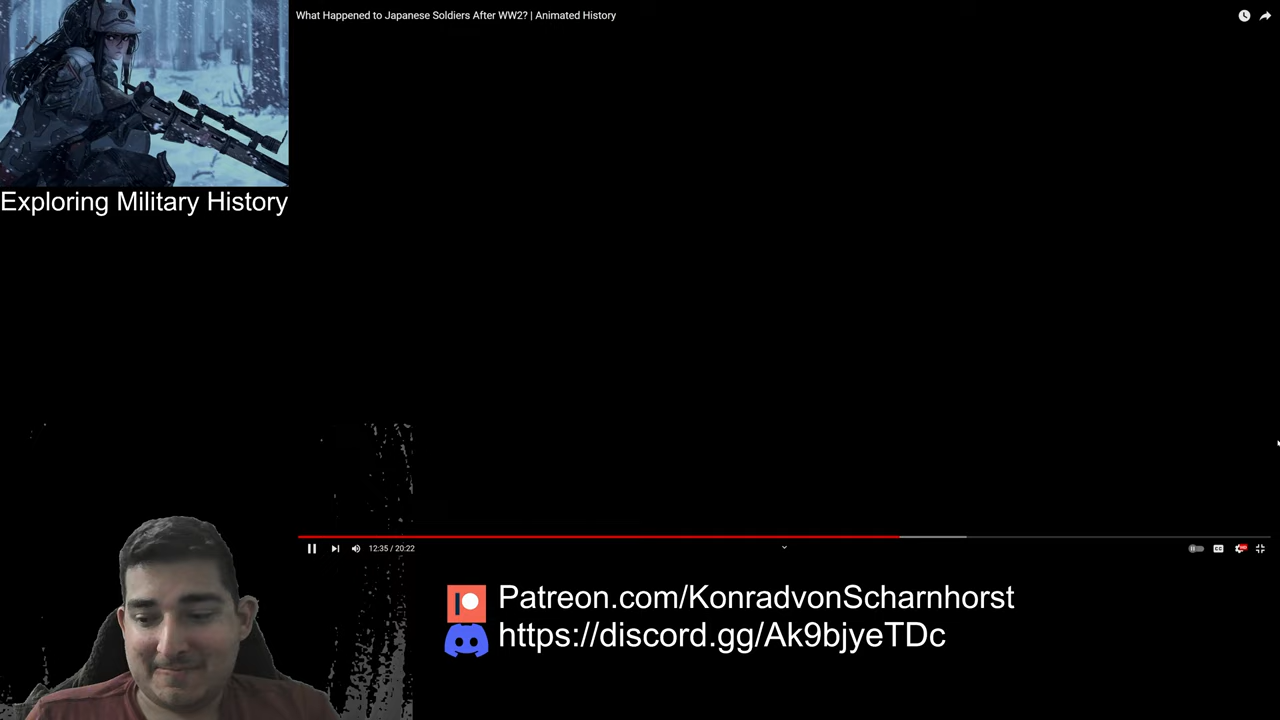 What Happened to Japanese Soldiers After WW2? | Animated History
Exploring Military History
12:35 / 20:22
Patreon.com/KonradvonScharnhorst
https://discord.gg/Ak9bjyeTDc